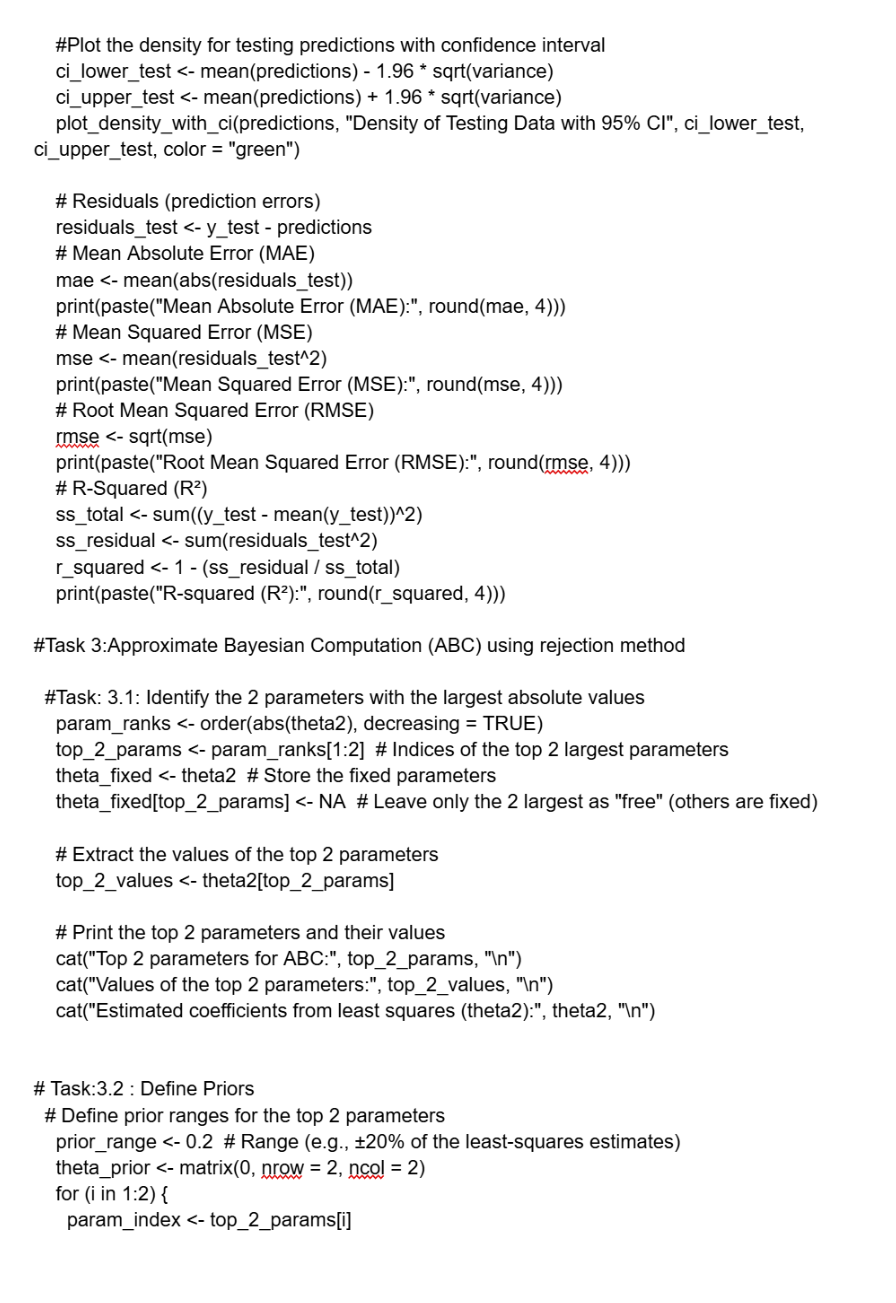 #Plot the density for testing predictions with confidence interval
ci_lower_test <- mean(predictions) - 1.96 * sqrt(variance)
ci_upper_test <- mean(predictions) + 1.96 * sqrt(variance)
plot_density_with_ci(predictions, "Density of Testing Data with 95% CI", ci_lower_test,
ci_upper_test, color = "green")
# Residuals (prediction errors)
residuals_test <- y_test - predictions
# Mean Absolute Error (MAE)
mae <- mean(abs(residuals_test))
print(paste("Mean Absolute Error (MAE):", round(mae, 4)))
# Mean Squared Error (MSE)
mse <- mean(residuals_test^2)
print(paste("Mean Squared Error (MSE):", round(mse, 4)))
# Root Mean Squared Error (RMSE)
rmse <- sqrt(mse)
print(paste("Root Mean Squared Error (RMSE):", round(rmse, 4)))
# R-Squared (R²)
ss_total <- sum((y_test - mean(y_test))^2)
ss_residual <- sum(residuals_test^2)
r_squared <- 1 - (ss_residual / ss_total)
print(paste("R-squared (R²):", round(r_squared, 4)))
#Task 3:Approximate Bayesian Computation (ABC) using rejection method
#Task: 3.1: Identify the 2 parameters with the largest absolute values
param_ranks <- order(abs(theta2), decreasing = TRUE)
top_2_params <- param_ranks[1:2]  # Indices of the top 2 largest parameters
theta_fixed <- theta2  # Store the fixed parameters
theta_fixed[top_2_params] <- NA  # Leave only the 2 largest as "free" (others are fixed)
# Extract the values of the top 2 parameters
top_2_values <- theta2[top_2_params]
# Print the top 2 parameters and their values
cat("Top 2 parameters for ABC:", top_2_params, "\n")
cat("Values of the top 2 parameters:", top_2_values, "\n")
cat("Estimated coefficients from least squares (theta2):", theta2, "\n")
# Task:3.2 : Define Priors
# Define prior ranges for the top 2 parameters
prior_range <- 0.2  # Range (e.g., ±20% of the least-squares estimates)
theta_prior <- matrix(0, nrow = 2, ncol = 2)
for (i in 1:2) {
param_index <- top_2_params[i]